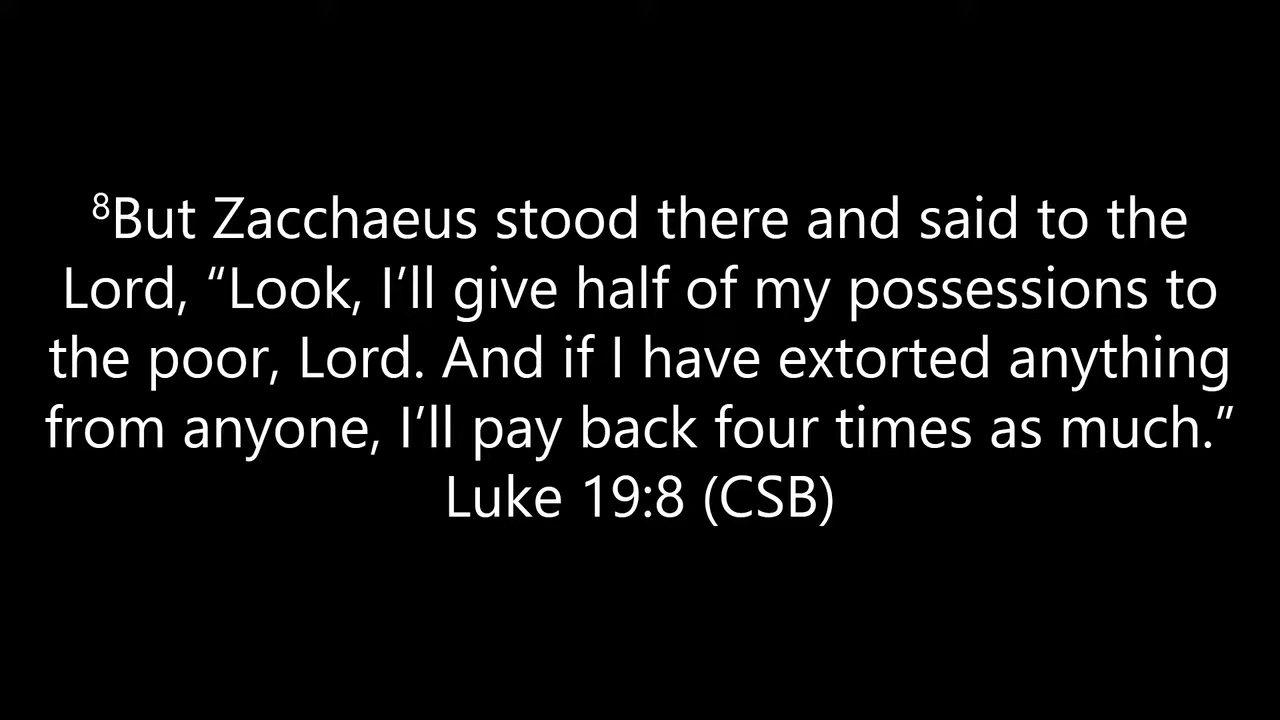 ⁸But Zacchaeus stood there and said to the
Lord, “Look, I’ll give half of my possessions to
the poor, Lord. And if I have extorted anything
from anyone, I’ll pay back four times as much.”
Luke 19:8 (CSB)